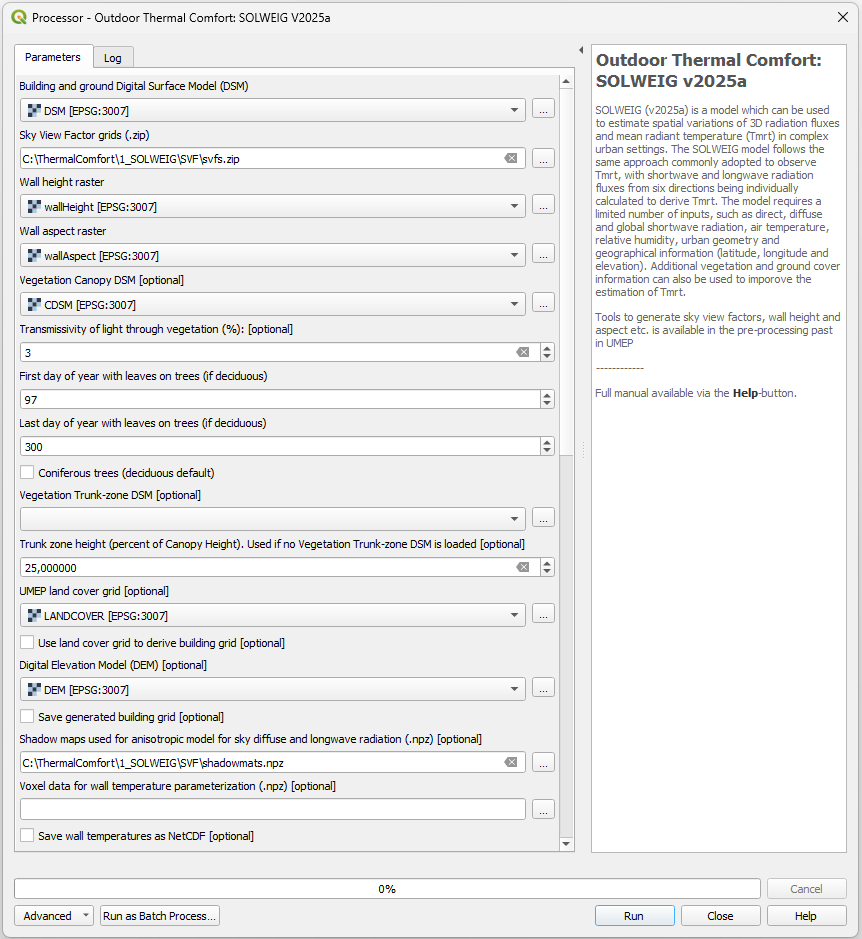 Processor - Outdoor Thermal Comfort: SOLWEIG V2025a
Parameters
Log
Building and ground Digital Surface Model (DSM)
DSM [EPSG:3007]
...
Sky View Factor grids (.zip)
C:\ThermalComfort\1_SOLWEIG\SVF\svfs.zip
...
Wall height raster
wallHeight [EPSG:3007]
...
Wall aspect raster
wallAspect [EPSG:3007]
...
Vegetation Canopy DSM [optional]
CDSM [EPSG:3007]
...
Transmissivity of light through vegetation (%): [optional]
3
First day of year with leaves on trees (if deciduous)
97
Last day of year with leaves on trees (if deciduous)
300
Coniferous trees (deciduous default)
Vegetation Trunk-zone DSM [optional]
...
Trunk zone height (percent of Canopy Height). Used if no Vegetation Trunk-zone DSM is loaded [optional]
25,000000
UMEP land cover grid [optional]
LANDCOVER [EPSG:3007]
...
Use land cover grid to derive building grid [optional]
Digital Elevation Model (DEM) [optional]
DEM [EPSG:3007]
...
Save generated building grid [optional]
Shadow maps used for anisotropic model for sky diffuse and longwave radiation (.npz) [optional]
C:\ThermalComfort\1_SOLWEIG\SVF\shadowmats.npz
...
Voxel data for wall temperature parameterization (.npz) [optional]
...
Save wall temperatures as NetCDF [optional]
Outdoor Thermal Comfort:
SOLWEIG v2025a
SOLWEIG (v2025a) is a model which can be used
to estimate spatial variations of 3D radiation fluxes
and mean radiant temperature (Tmrt) in complex
urban settings. The SOLWEIG model follows the
same approach commonly adopted to observe
Tmrt, with shortwave and longwave radiation
fluxes from six directions being individually
calculated to derive Tmrt. The model requires a
limited number of inputs, such as direct, diffuse
and global shortwave radiation, air temperature,
relative humidity, urban geometry and
geographical information (latitude, longitude and
elevation). Additional vegetation and ground cover
information can also be used to imporove the
estimation of Tmrt.
Tools to generate sky view factors, wall height and
aspect etc. is available in the pre-processing past
in UMEP
------------
Full manual available via the Help-button.
0%
Cancel
Advanced
Run as Batch Process...
Run
Close
Help